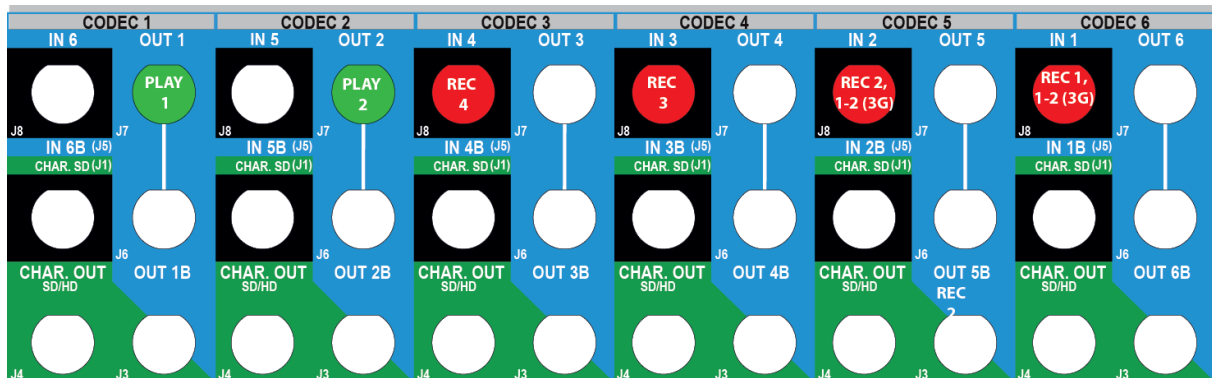 CODEC 1 CODEC 2 CODEC 3 CODEC 4 CODEC 5 CODEC 6
IN 6 OUT 1 IN 5 OUT 2 IN 4 OUT 3 IN 3 OUT 4 IN 2 OUT 5 IN 1 OUT 6
PLAY PLAY REC REC REC 2, REC 1,
1 2 4 3 1-2 (3G) 1-2 (3G)
J8 J7 J8 J7 J8 J7 J8 J7 J8 J7 J8 J7
IN 6B (J5) IN 5B (J5) IN 4B (J5) IN 3B (J5) IN 2B (J5) IN 1B (J5)
CHAR. SD (J1) CHAR. SD (J1) CHAR. SD (J1) CHAR. SD (J1) CHAR. SD (J1) CHAR. SD (J1)
J6 J6 J6 J6 J6 J6
CHAR. OUT OUT 1B CHAR. OUT OUT 2B CHAR. OUT OUT 3B CHAR. OUT OUT 4B CHAR. OUT OUT 5B CHAR. OUT OUT 6B
SD/HD SD/HD SD/HD SD/HD SD/HD SD/HD
REC
2
J4 J3 J4 J3 J4 J3 J4 J3 J4 J3 J4 J3